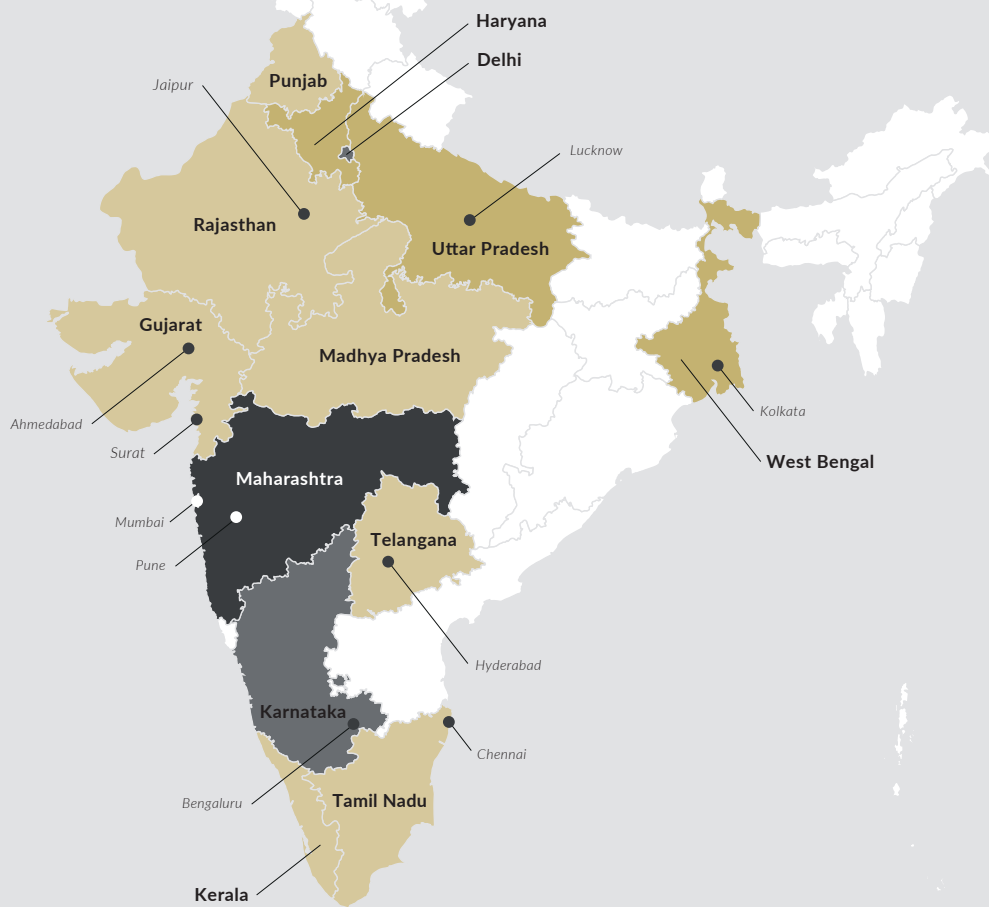 Haryana
Delhi
Punjab
Jaipur
Lucknow
Rajasthan
Uttar Pradesh
Gujarat
Madhya Pradesh
Ahmedabad
Kolkata
Surat
West Bengal
Maharashtra
Mumbai
Telangana
Pune
Hyderabad
Karnataka
Chennai
Bengaluru
Tamil Nadu
Kerala